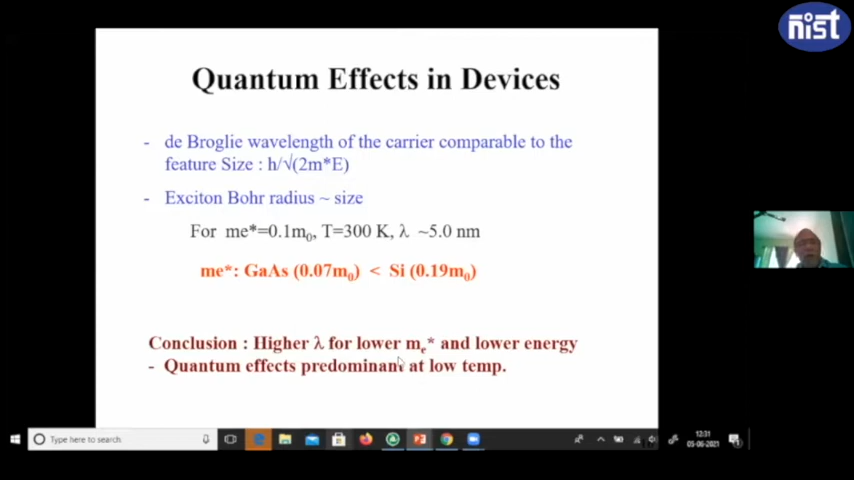 nist
Quantum Effects in Devices
- de Broglie wavelength of the carrier comparable to the
feature Size : h/√(2m*E)
- Exciton Bohr radius ~ size
For me*=0.1m₀, T=300 K, λ ~5.0 nm
me*: GaAs (0.07m₀) < Si (0.19m₀)
Conclusion : Higher λ for lower mₑ* and lower energy
- Quantum effects predominant at low temp.
Type here to search
12:31
05-06-2021